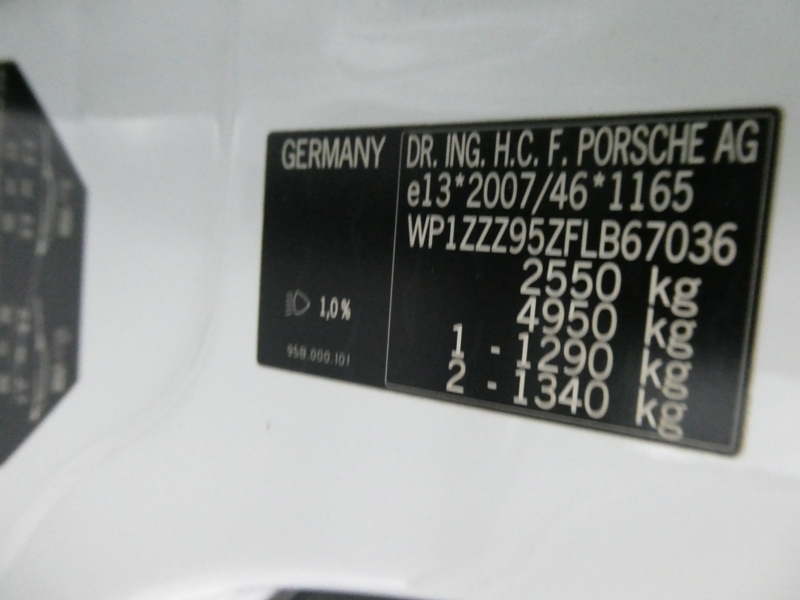 GERMANY
DR. ING. H.C. F. PORSCHE AG
e13*2007/46*1165
WP1ZZZ95ZFLB67036
2550 kg
4950 kg
1 - 1290 kg
2 - 1340 kg
1,0%
958.000.101